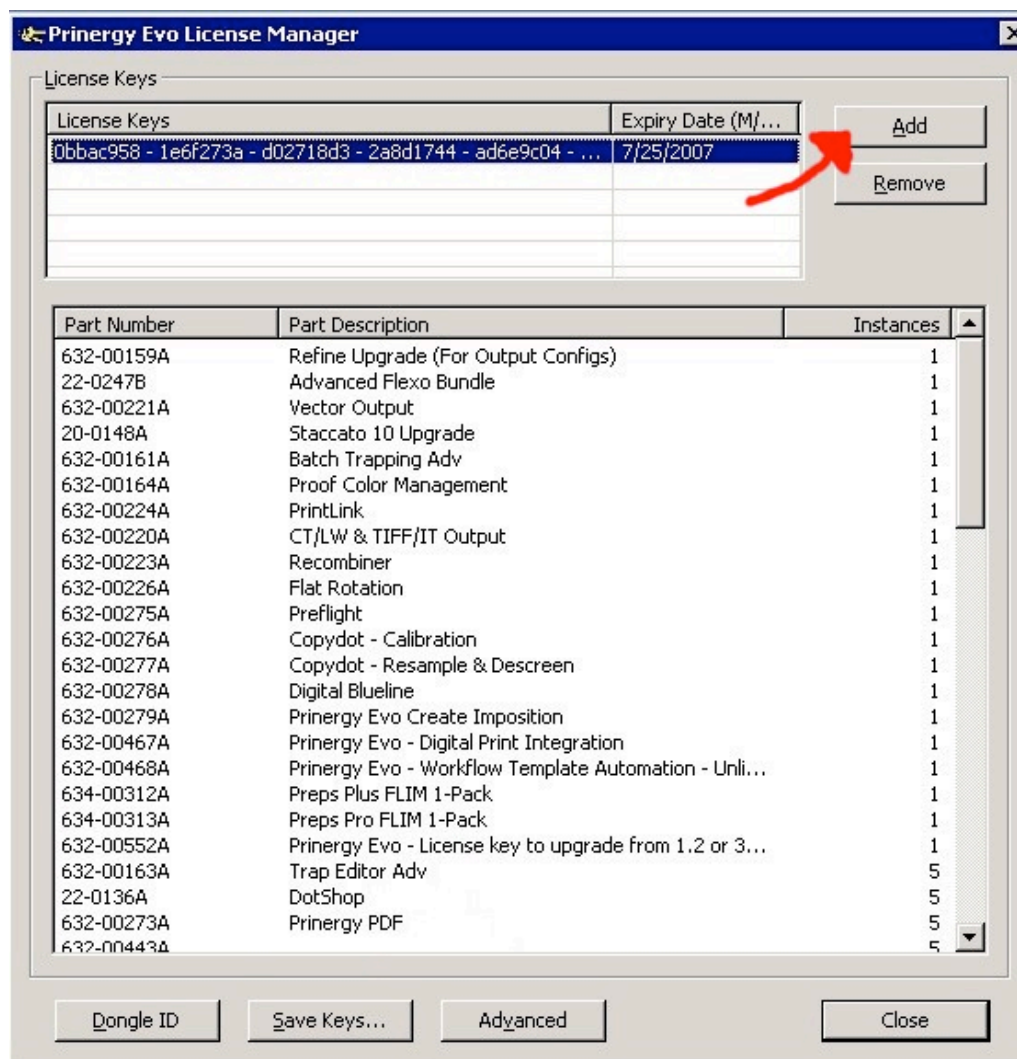 Prinergy Evo License Manager
License Keys
License Keys Expiry Date (M/...
0bbac958 - 1e6f273a - d02718d3 - 2a8d1744 - ad6e9c04 - ... 7/25/2007
Add
Remove
Part Number Part Description Instances
632-00159A Refine Upgrade (For Output Configs) 1
22-0247B Advanced Flexo Bundle 1
632-00221A Vector Output 1
20-0148A Staccato 10 Upgrade 1
632-00161A Batch Trapping Adv 1
632-00164A Proof Color Management 1
632-00224A PrintLink 1
632-00220A CT/LW & TIFF/IT Output 1
632-00223A Recombiner 1
632-00226A Flat Rotation 1
632-00275A Preflight 1
632-00276A Copydot - Calibration 1
632-00277A Copydot - Resample & Descreen 1
632-00278A Digital Blueline 1
632-00279A Prinergy Evo Create Imposition 1
632-00467A Prinergy Evo - Digital Print Integration 1
632-00468A Prinergy Evo - Workflow Template Automation - Unli... 1
634-00312A Preps Plus FLIM 1-Pack 1
634-00313A Preps Pro FLIM 1-Pack 1
632-00552A Prinergy Evo - License key to upgrade from 1.2 or 3... 1
632-00163A Trap Editor Adv 5
22-0136A DotShop 5
632-00273A Prinergy PDF 5
632-00443A 5
Dongle ID Save Keys... Advanced Close